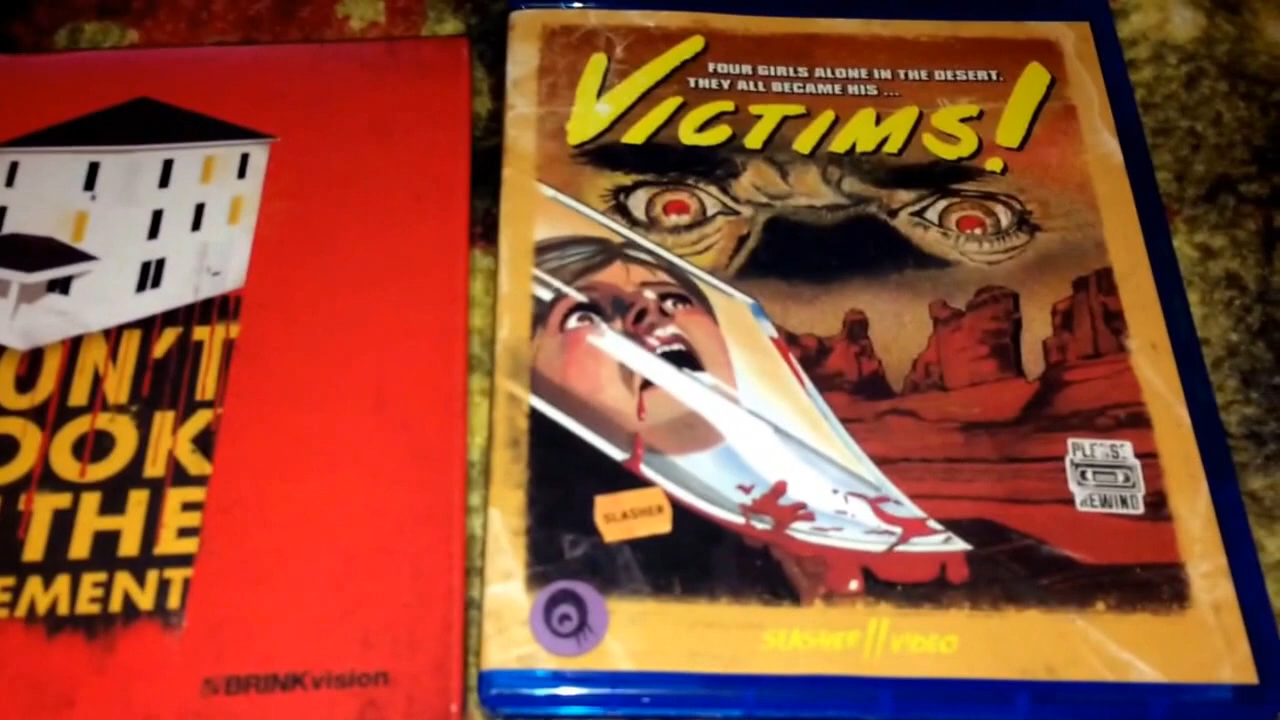 ON'T
OOK
THE
EMENT
BRINKvision
FOUR GIRLS ALONE IN THE DESERT.
THEY ALL BECAME HIS ...
VICTIMS!
PLEASE
REWIND
SLASHER
SLASHER // VIDEO